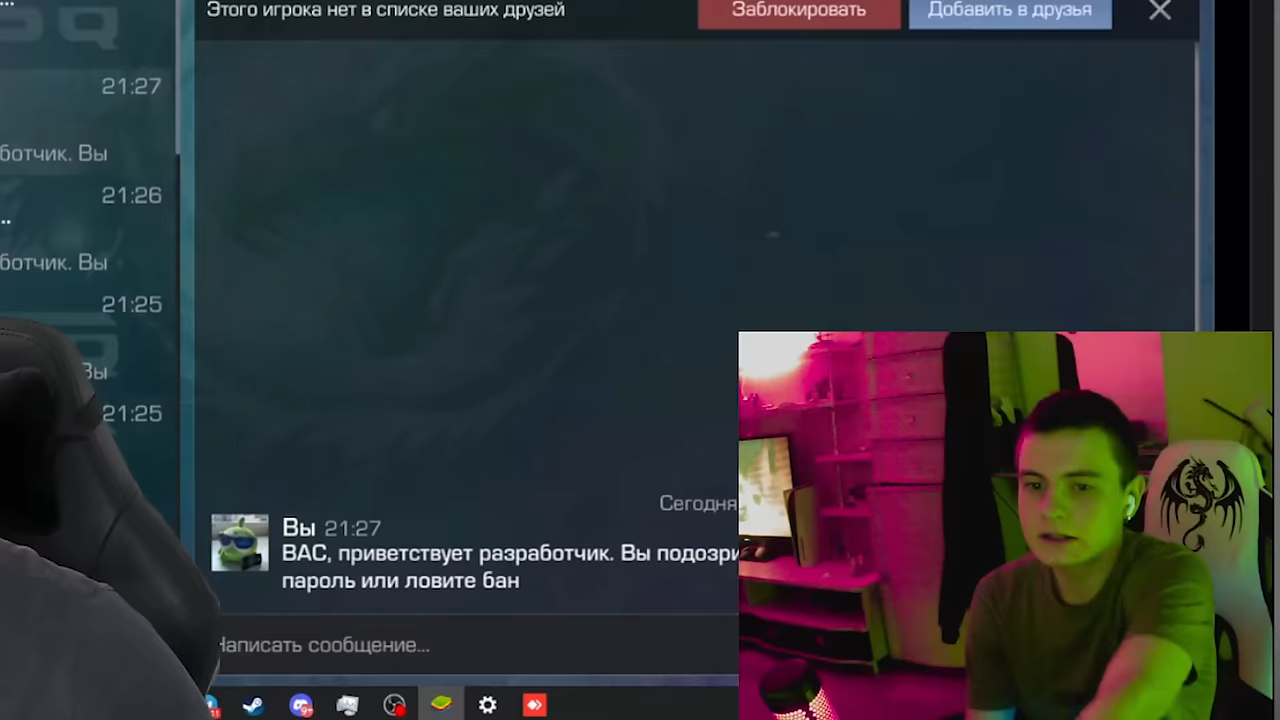 Этого игрока нет в списке ваших друзей
Заблокировать
Добавить в друзья
21:27
ботчик. Вы
21:26
ботчик. Вы
21:25
Вы
21:25
Сегодня
Вы 21:27
ВАС, приветствует разработчик. Вы подозри
пароль или ловите бан
Написать сообщение...